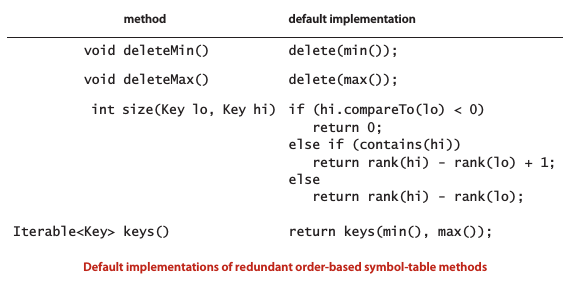 method default implementation
void deleteMin() delete(min());
void deleteMax() delete(max());
int size(Key lo, Key hi) if (hi.compareTo(lo) < 0)
return 0;
else if (contains(hi))
return rank(hi) - rank(lo) + 1;
else
return rank(hi) - rank(lo);
Iterable<Key> keys() return keys(min(), max());
Default implementations of redundant order-based symbol-table methods